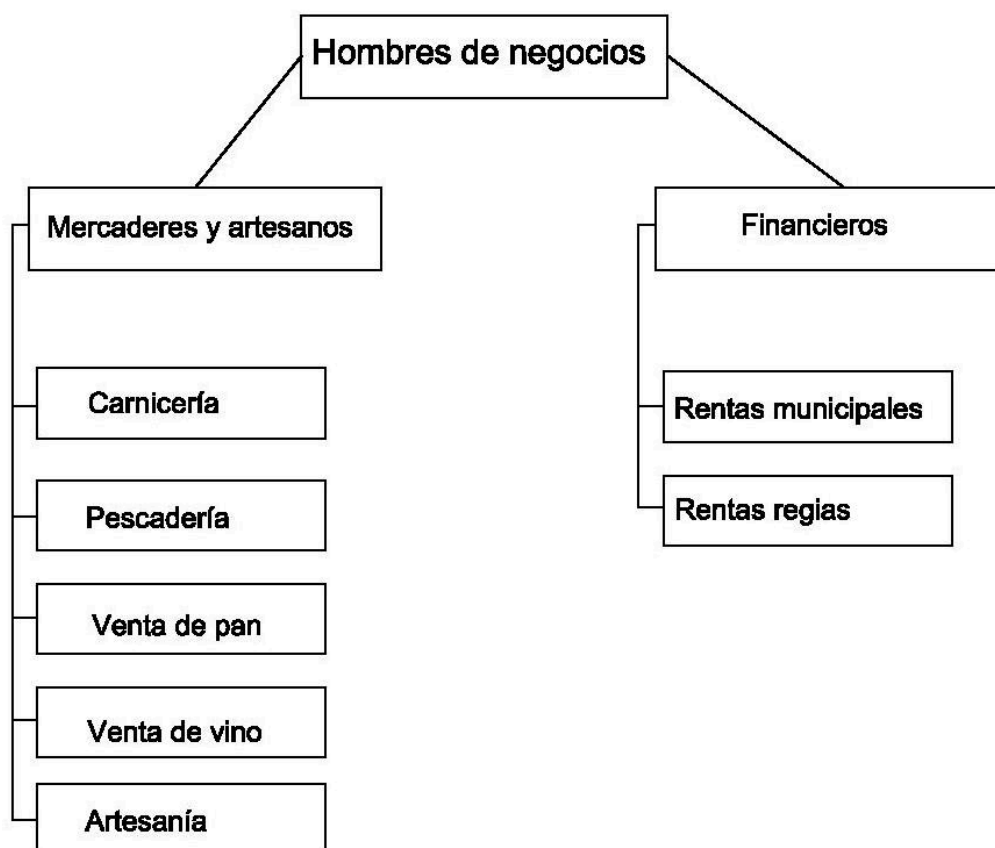 Hombres de negocios
Mercaderes y artesanos
Financieros
Carnicería
Rentas municipales
Pescadería
Rentas regias
Venta de pan
Venta de vino
Artesanía